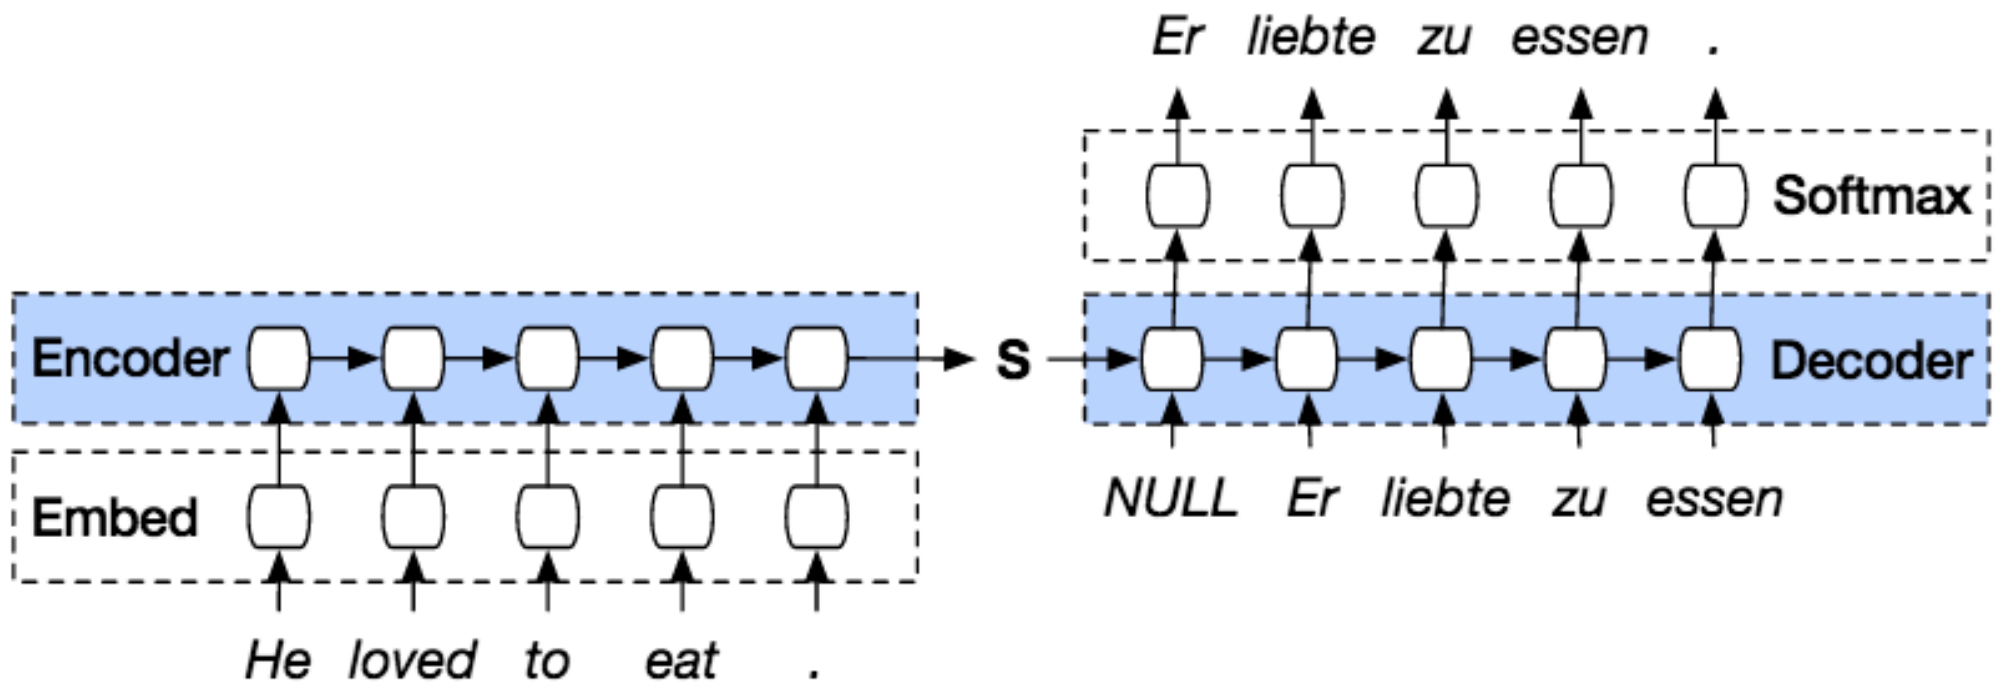 Er liebte zu essen .
Softmax
Encoder
S
Decoder
Embed
NULL Er liebte zu essen
He loved to eat .